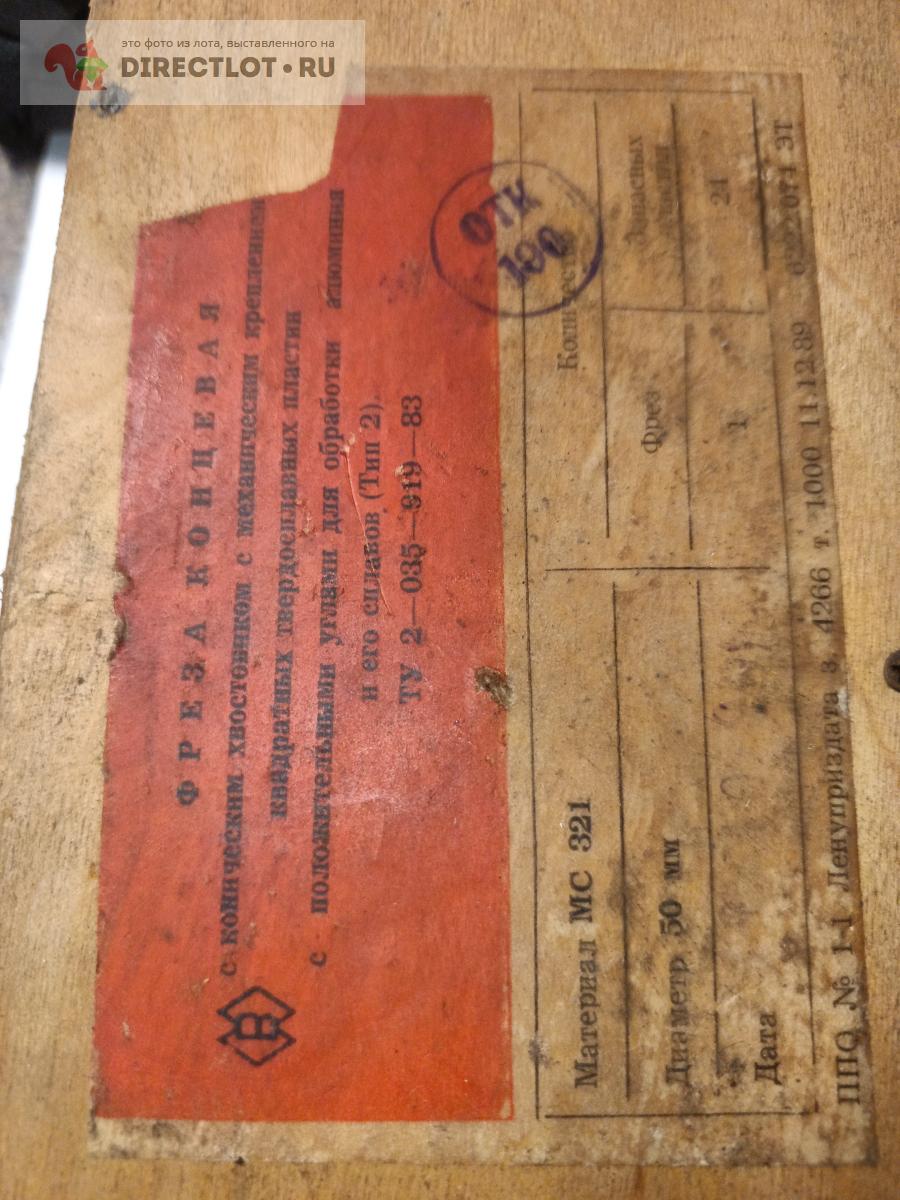 это фото из лота, выставленного на
DIRECTLOT•RU
ФРЕЗА КОНЦЕВАЯ
с коническим хвостовиком с механическим креплением
квадратных твердосплавных пластин
с положительными углами для обработки алюминия
и его сплавов (Тип 2).
ТУ 2—035—919—83
В
ОТК
190
Материал МС 321
Диаметр 50 мм
Дата
Фрез
Запасных
1
24
ППО № 1-1 Ленуприздата з. 4266 т. 1000 11.12.89